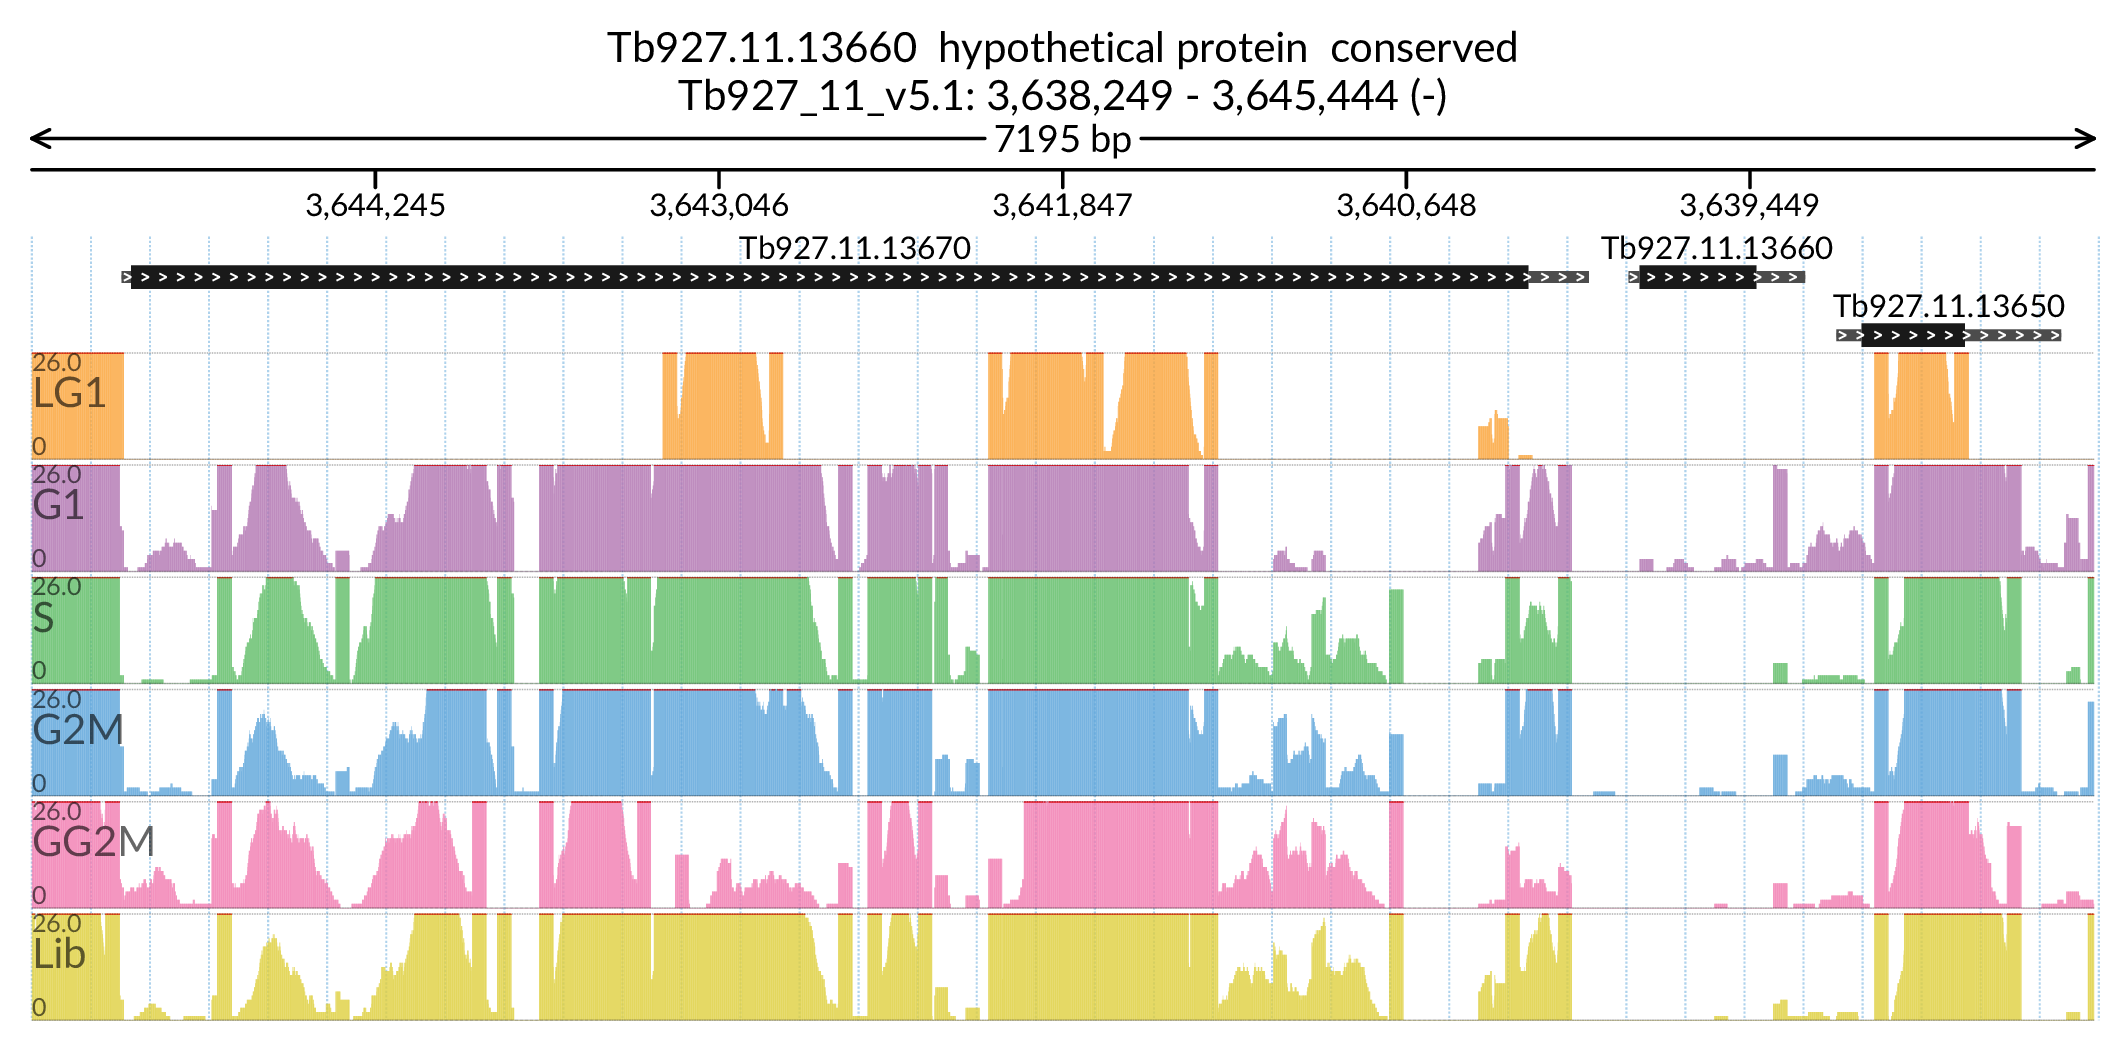 Tb927.11.13660 hypothetical protein conserved
Tb927_11_v5.1: 3,638,249 - 3,645,444 (-)
7195 bp
3,644,245 3,643,046 3,641,847 3,640,648 3,639,449
Tb927.11.13670 Tb927.11.13660
Tb927.11.13650
26.0
LG1
0
26.0
G1
0
26.0
S
0
26.0
G2M
0
26.0
GG2M
0
26.0
Lib
0